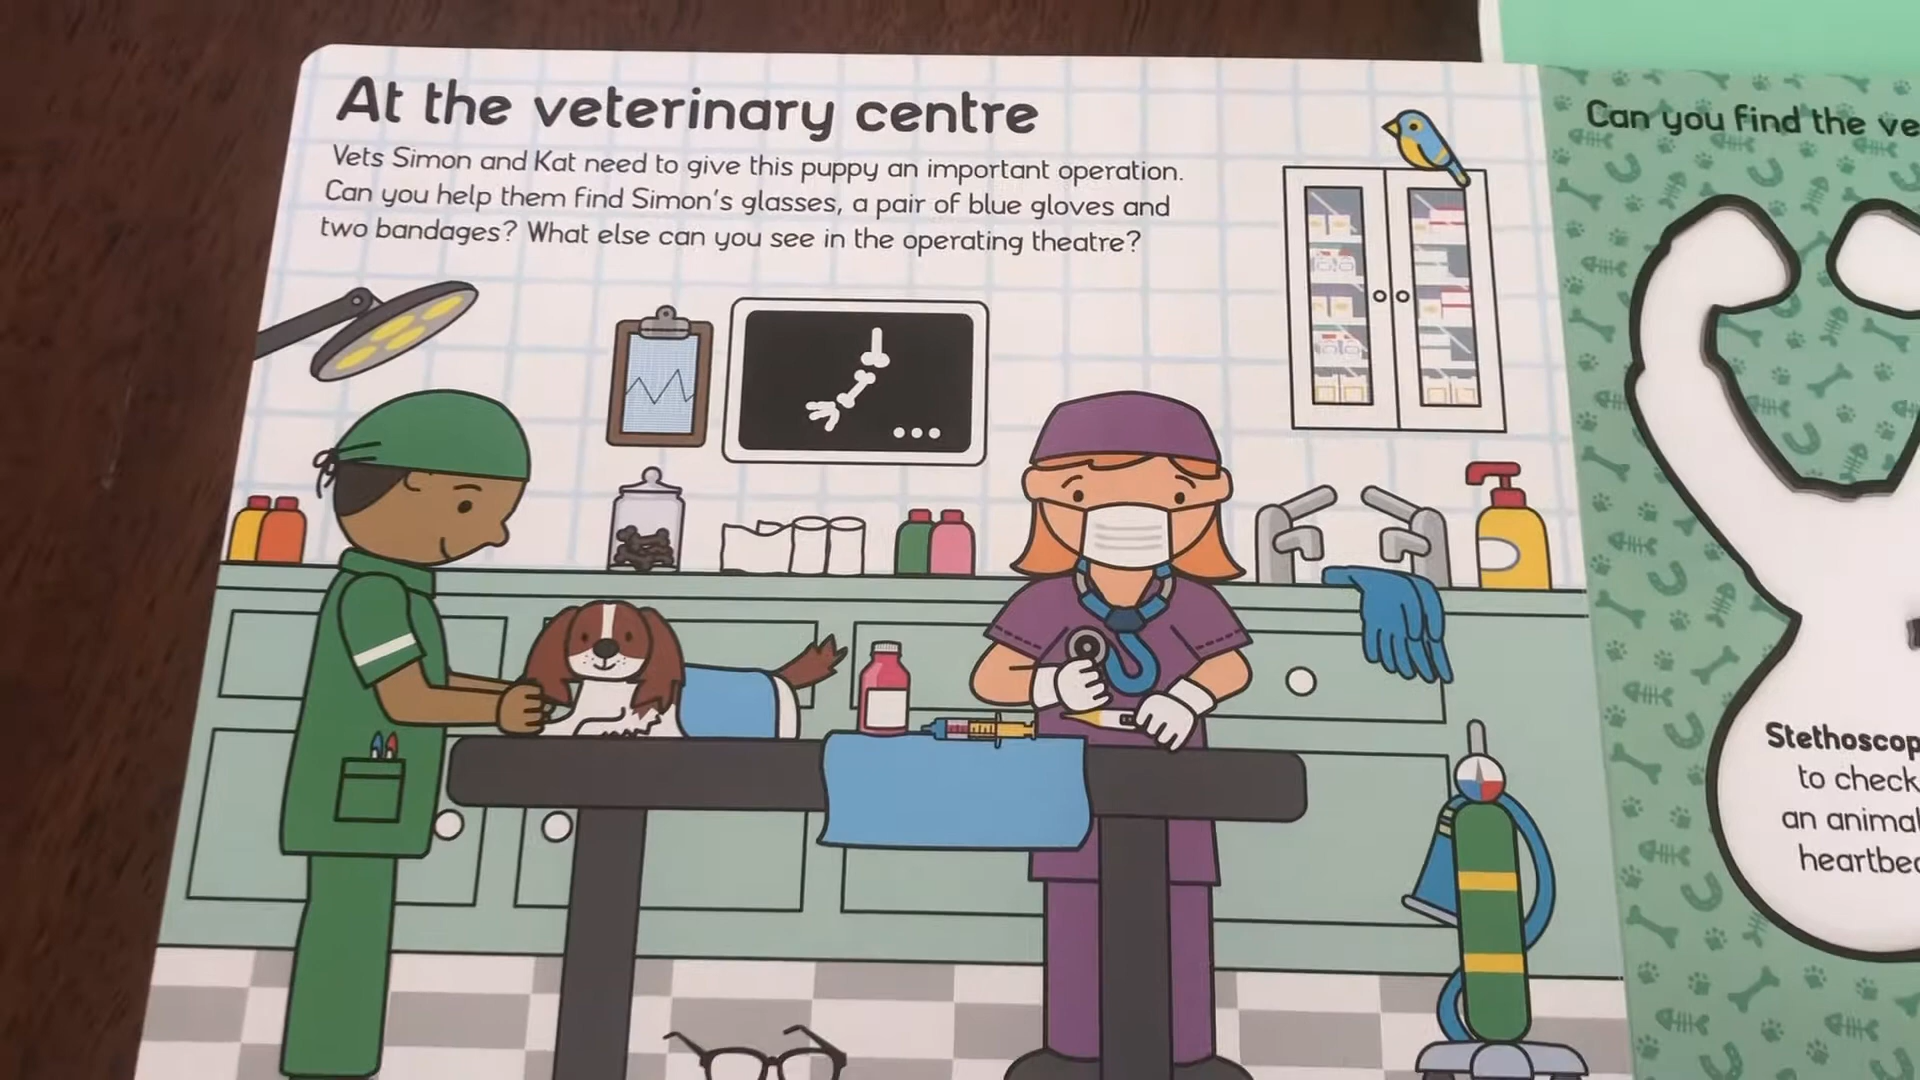 At the veterinary centre
Vets Simon and Kat need to give this puppy an important operation.
Can you help them find Simon's glasses, a pair of blue gloves and
two bandages? What else can you see in the operating theatre?
Can you find the
Stethoscop
to check
an animal
heartbea